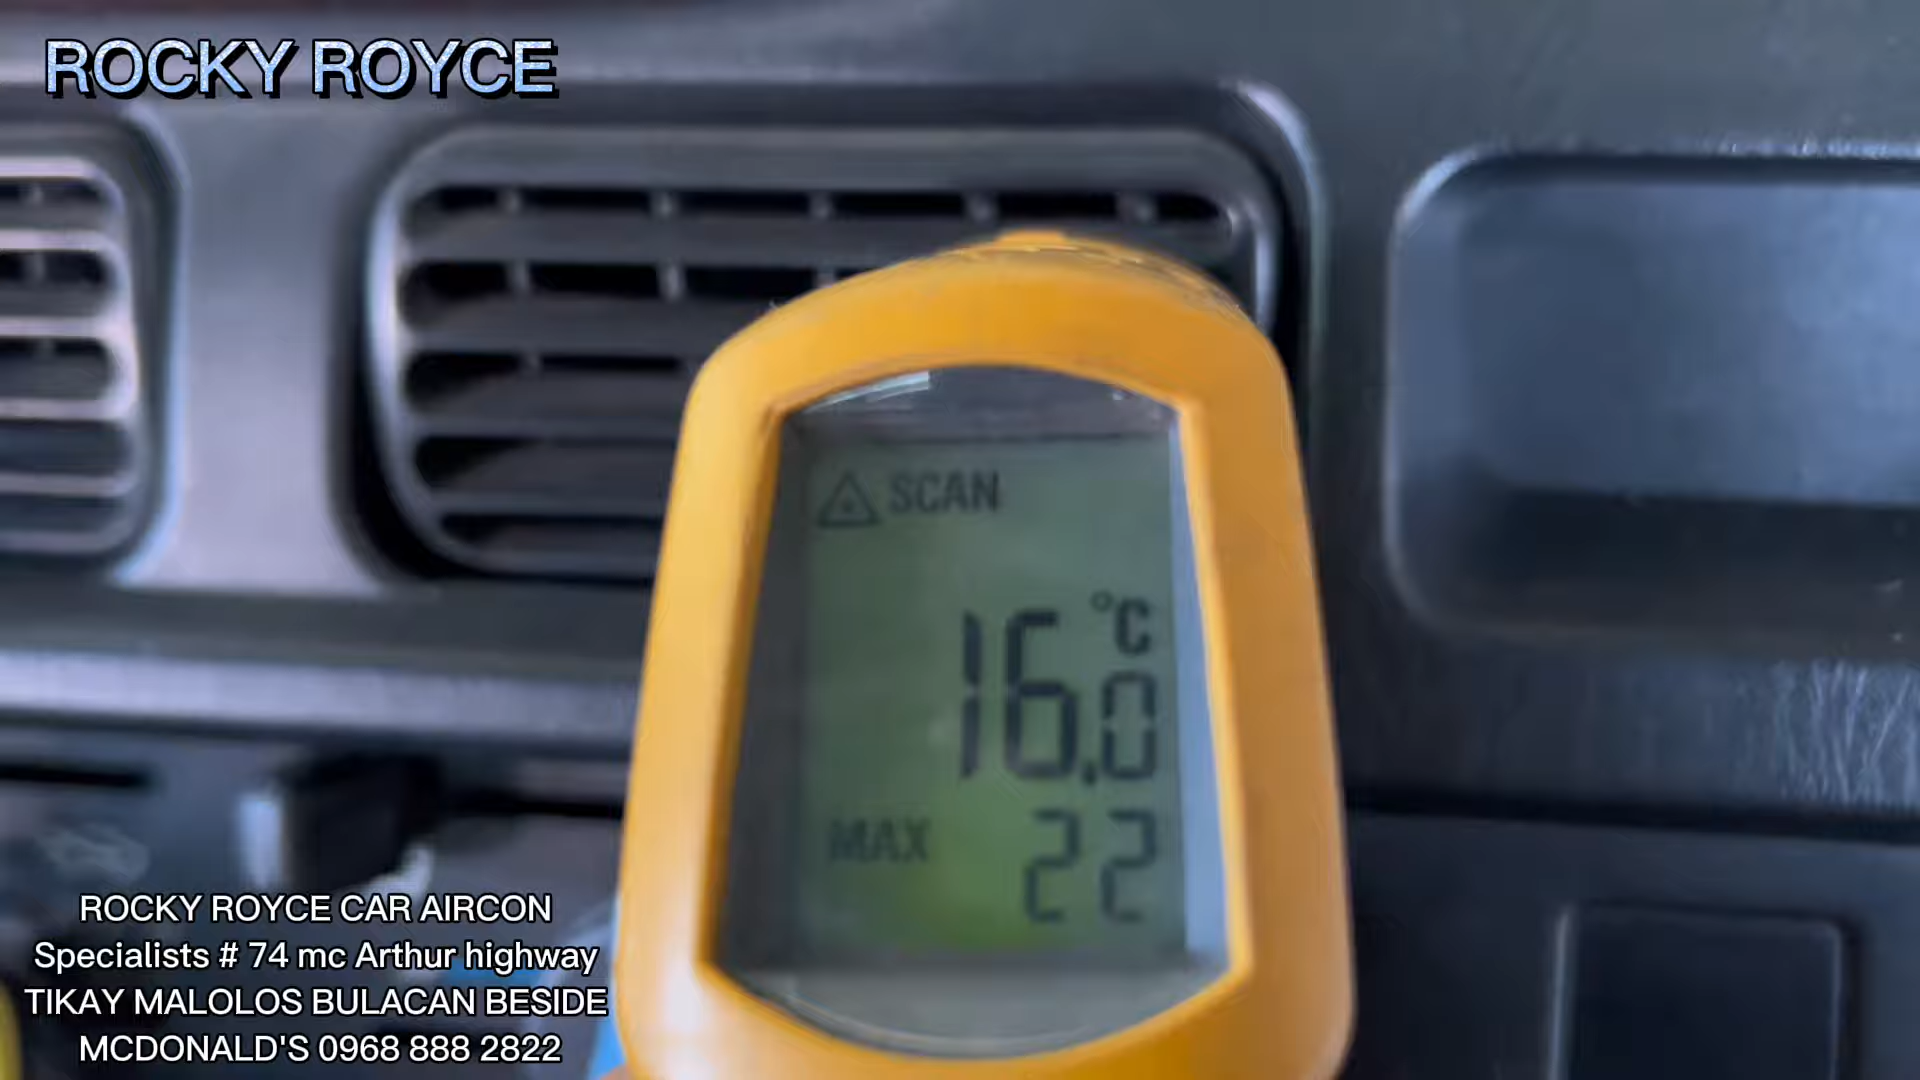 ROCKY ROYCE
SCAN
°C
16.0
MAX 22
ROCKY ROYCE CAR AIRCON
Specialists # 74 mc Arthur highway
TIKAY MALOLOS BULACAN BESIDE
MCDONALD'S 0968 888 2822